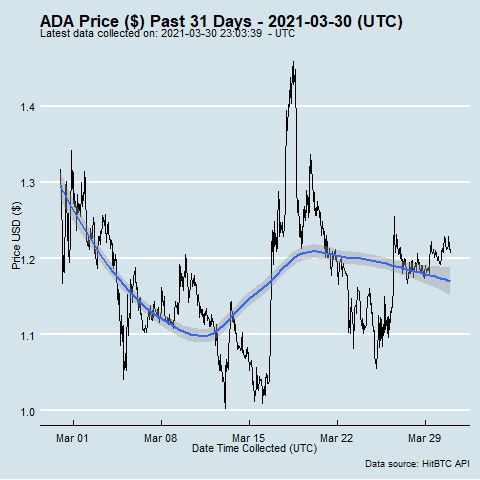 ADA Price ($) Past 31 Days - 2021-03-30 (UTC)
Latest data collected on: 2021-03-30 23:03:39 - UTC
Price USD ($)
1.4
1.3
1.2
1.1
1.0
Mar 01 Mar 08 Mar 15 Mar 22 Mar 29
Date Time Collected (UTC)
Data source: HitBTC API